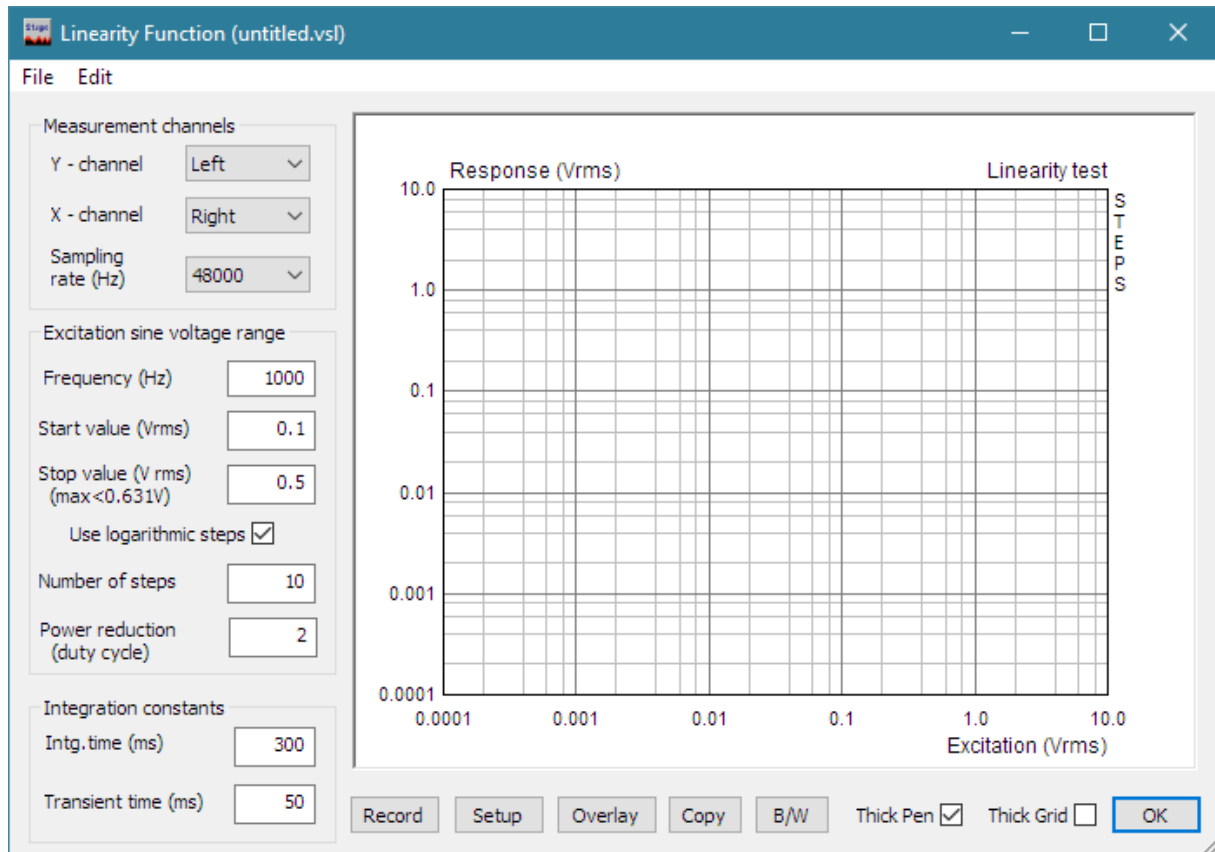 Steps
Linearity Function (untitled.vsl)
File Edit
Measurement channels
Y - channel Left
X - channel Right
Sampling
rate (Hz) 48000
Excitation sine voltage range
Frequency (Hz) 1000
Start value (Vrms) 0.1
Stop value (V rms)
(max<0.631V) 0.5
Use logarithmic steps
Number of steps 10
Power reduction
(duty cycle) 2
Integration constants
Intg.time (ms) 300
Transient time (ms) 50
Response (Vrms) Linearity test
10.0
1.0
0.1
0.01
0.001
0.0001
STEPS
0.0001 0.001 0.01 0.1 1.0 10.0
Excitation (Vrms)
Record Setup Overlay Copy B/W Thick Pen Thick Grid OK